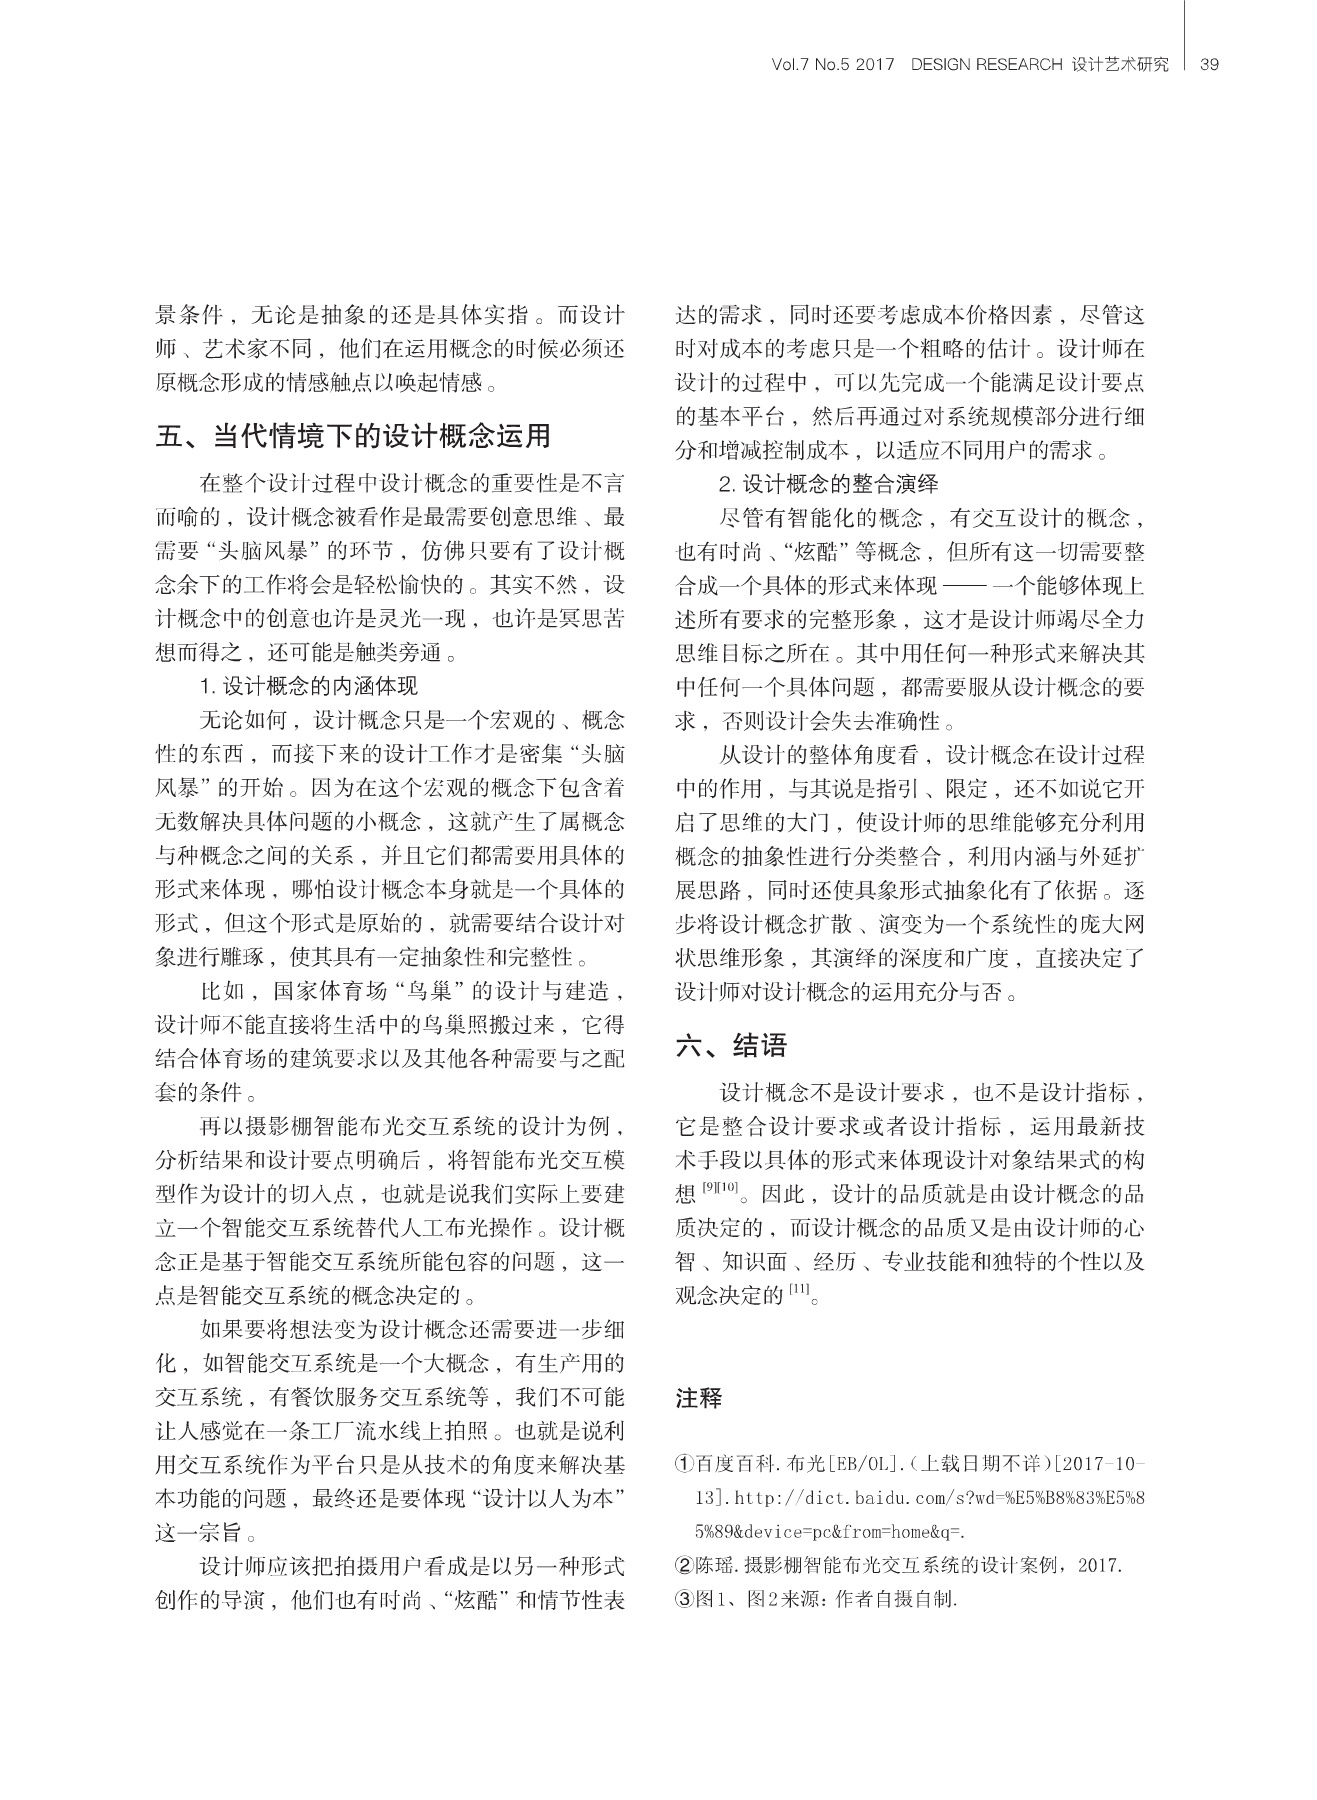 Vol.7 No.5 2017 DESIGN RESEARCH 设计艺术研究 39
景条件，无论是抽象的还是具体实指。而设计
师、艺术家不同，他们在运用概念的时候必须还
原概念形成的情感触点以唤起情感。
五、当代情境下的设计概念运用
在整个设计过程中设计概念的重要性是不言
而喻的，设计概念被看作是最需要创意思维、最
需要“头脑风暴”的环节，仿佛只要有了设计概
念余下的工作将会是轻松愉快的。其实不然，设
计概念中的创意也许是灵光一现，也许是冥思苦
想而得之，还可能是触类旁通。
1. 设计概念的内涵体现
无论如何，设计概念只是一个宏观的、概念
性的东西，而接下来的设计工作才是密集“头脑
风暴”的开始。因为在这个宏观的概念下包含着
无数解决具体问题的小概念，这就产生了属概念
与种概念之间的关系，并且它们都需要用具体的
形式来体现，哪怕设计概念本身就是一个具体的
形式，但这个形式是原始的，就需要结合设计对
象进行雕琢，使其具有一定抽象性和完整性。
比如，国家体育场“鸟巢”的设计与建造，
设计师不能直接将生活中的鸟巢照搬过来，它得
结合体育场的建筑要求以及其他各种需要与之配
套的条件。
再以摄影棚智能布光交互系统的设计为例，
分析结果和设计要点明确后，将智能布光交互模
型作为设计的切入点，也就是说我们实际上要建
立一个智能交互系统替代人工布光操作。设计概
念正是基于智能交互系统所能包容的问题，这一
点是智能交互系统的概念决定的。
如果要将想法变为设计概念还需要进一步细
化，如智能交互系统是一个大概念，有生产用的
交互系统，有餐饮服务交互系统等，我们不可能
让人感觉在一条工厂流水线上拍照。也就是说利
用交互系统作为平台只是从技术的角度来解决基
本功能的问题，最终还是要体现“设计以人为本”
这一宗旨。
设计师应该把拍摄用户看成是以另一种形式
创作的导演，他们也有时尚、“炫酷”和情节性表
达的需求，同时还要考虑成本价格因素，尽管这
时对成本的考虑只是一个粗略的估计。设计师在
设计的过程中，可以先完成一个能满足设计要点
的基本平台，然后再通过对系统规模部分进行细
分和增减控制成本，以适应不同用户的需求。
2. 设计概念的整合演绎
尽管有智能化的概念，有交互设计的概念，
也有时尚、“炫酷”等概念，但所有这一切需要整
合成一个具体的形式来体现——一个能够体现上
述所有要求的完整形象，这才是设计师竭尽全力
思维目标之所在。其中用任何一种形式来解决其
中任何一个具体问题，都需要服从设计概念的要
求，否则设计会失去准确性。
从设计的整体角度看，设计概念在设计过程
中的作用，与其说是指引、限定，还不如说它开
启了思维的大门，使设计师的思维能够充分利用
概念的抽象性进行分类整合，利用内涵与外延扩
展思路，同时还使具象形式抽象化有了依据。逐
步将设计概念扩散、演变为一个系统性的庞大网
状思维形象，其演绎的深度和广度，直接决定了
设计师对设计概念的运用充分与否。
六、结语
设计概念不是设计要求，也不是设计指标，
它是整合设计要求或者设计指标，运用最新技
术手段以具体的形式来体现设计对象结果式的构
想[9][10]。因此，设计的品质就是由设计概念的品
质决定的，而设计概念的品质又是由设计师的心
智、知识面、经历、专业技能和独特的个性以及
观念决定的[11]。
注释
①百度百科.布光[EB/OL].(上载日期不详)[2017-10-
13].http://dict.baidu.com/s?wd=%E5%B8%83%E5%8
5%89&device=pc&from=home&q=.
②陈瑶.摄影棚智能布光交互系统的设计案例，2017.
③图1、图2来源：作者自摄自制.